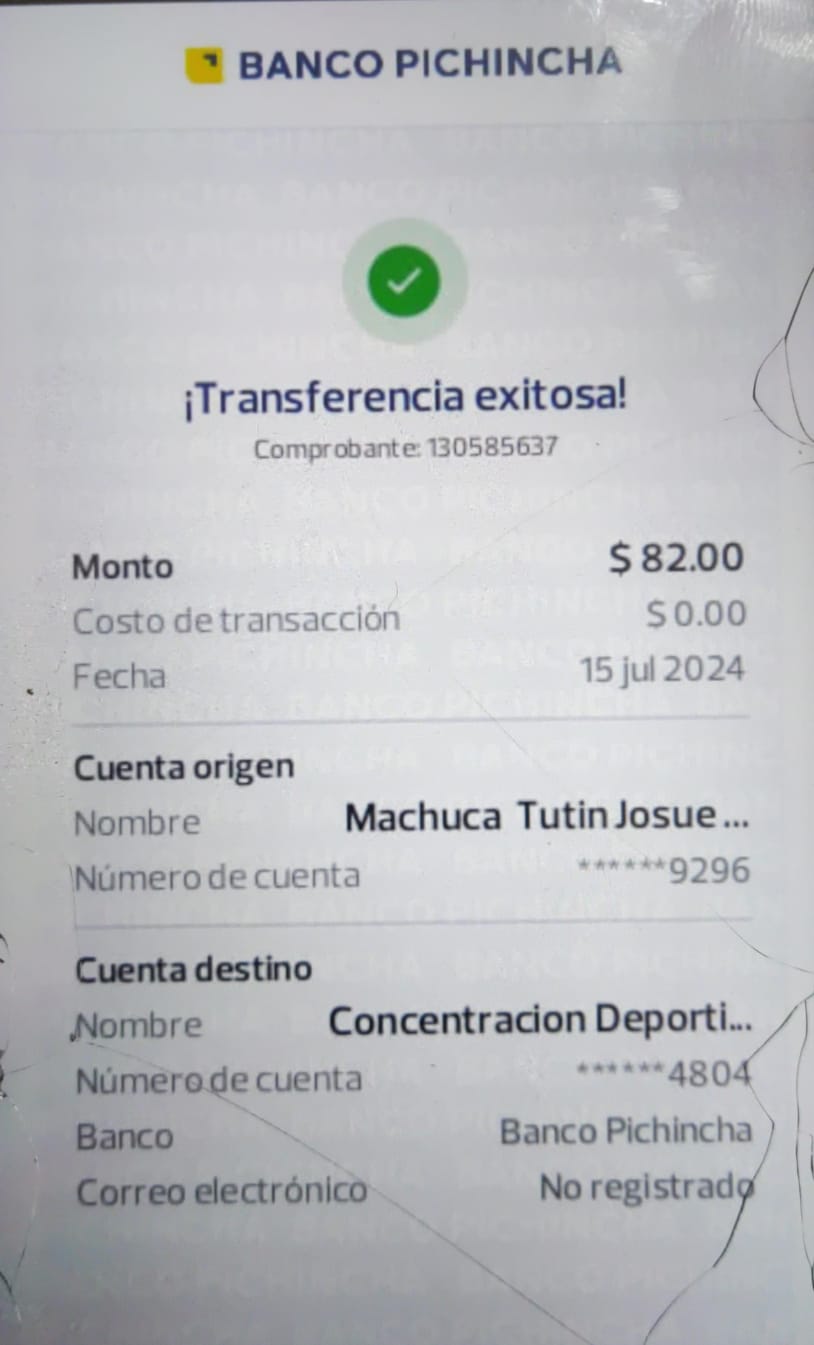 BANCO PICHINCHA
¡Transferencia exitosa!
Comprobante: 130585637
Monto $ 82.00
Costo de transacción $ 0.00
Fecha 15 jul 2024
Cuenta origen
Nombre Machuca Tutin Josue ...
Número de cuenta ******9296
Cuenta destino
Nombre Concentracion Deporti...
Número de cuenta ******4804
Banco Banco Pichincha
Correo electrónico No registrado